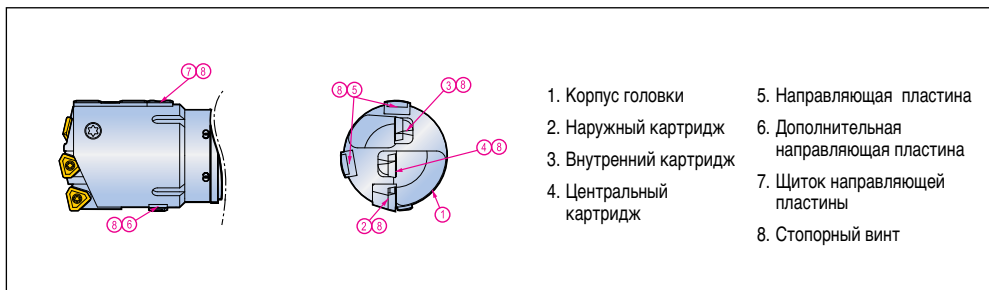 7 8
8 6
8 5
3 8
4 8
2 8
1
1. Корпус головки
2. Наружный картридж
3. Внутренний картридж
4. Центральный
картридж
5. Направляющая пластина
6. Дополнительная
направляющая пластина
7. Щиток направляющей
пластины
8. Стопорный винт